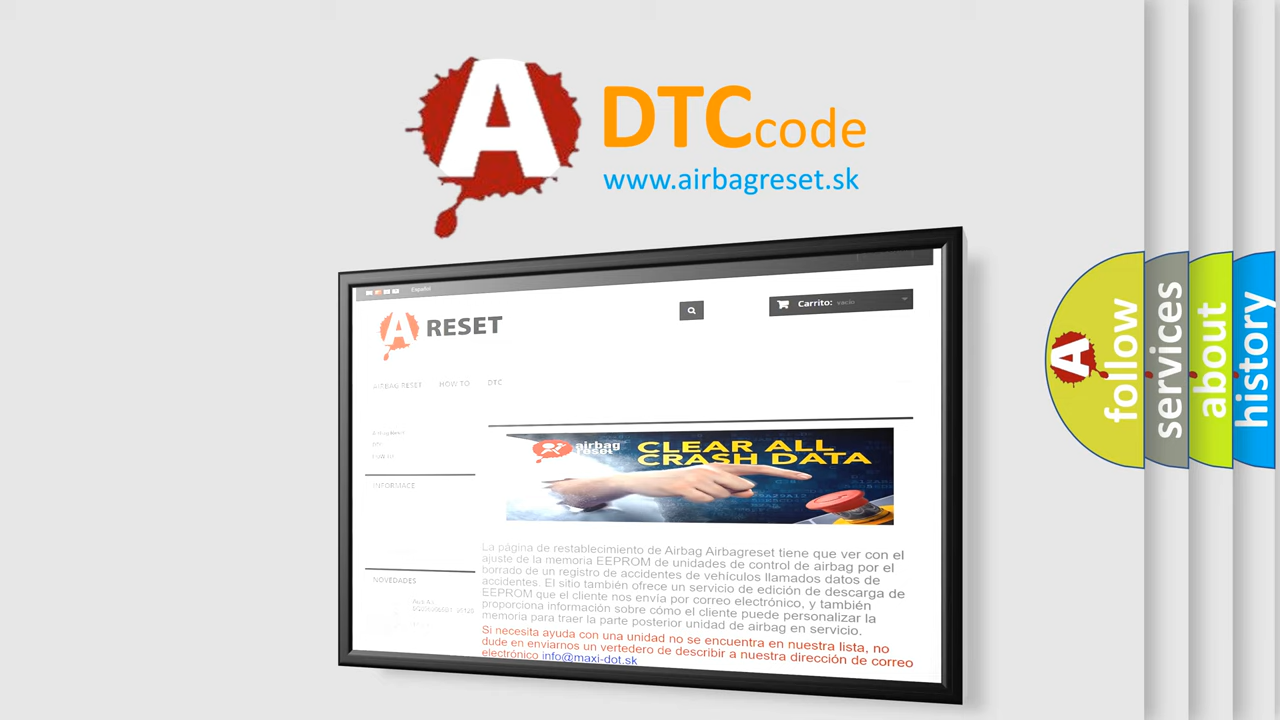 A
DTCcode
www.airbagreset.sk
Español
A RESET
Carrito: vacío
AIRBAG RESET HOW TO DTC
INFORMACE
airbag
reset
CLEAR ALL
CRASH DATA
La página de restablecimiento de Airbag Airbagreset tiene que ver con el
ajuste de la memoria EEPROM de unidades de control de airbag por el
borrado de un registro de accidentes de vehículos llamados datos de
accidentes. El sitio también ofrece un servicio de edición de descarga de
EEPROM que el cliente nos envía por correo electrónico, y también
proporciona información sobre cómo el cliente puede personalizar la
memoria para traer la parte posterior unidad de airbag en servicio.
Si necesita ayuda con una unidad no se encuentra en nuestra lista, no
dude en enviarnos un vertedero de describir a nuestra dirección de correo
electrónico info@maxi-dot.sk
NOVEDADES
A
follow
services
about
history